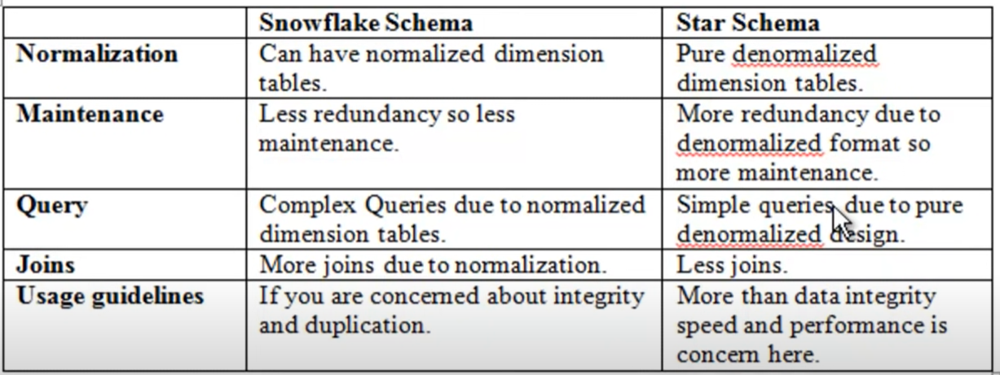 Snowflake Schema
Star Schema
Normalization
Can have normalized dimension
tables.
Pure denormalized
dimension tables.
Maintenance
Less redundancy so less
maintenance.
More redundancy due to
denormalized format so
more maintenance.
Query
Complex Queries due to normalized
dimension tables.
Simple queries due to pure
denormalized design.
Joins
More joins due to normalization.
Less joins.
Usage guidelines
If you are concerned about integrity
and duplication.
More than data integrity
speed and performance is
concern here.